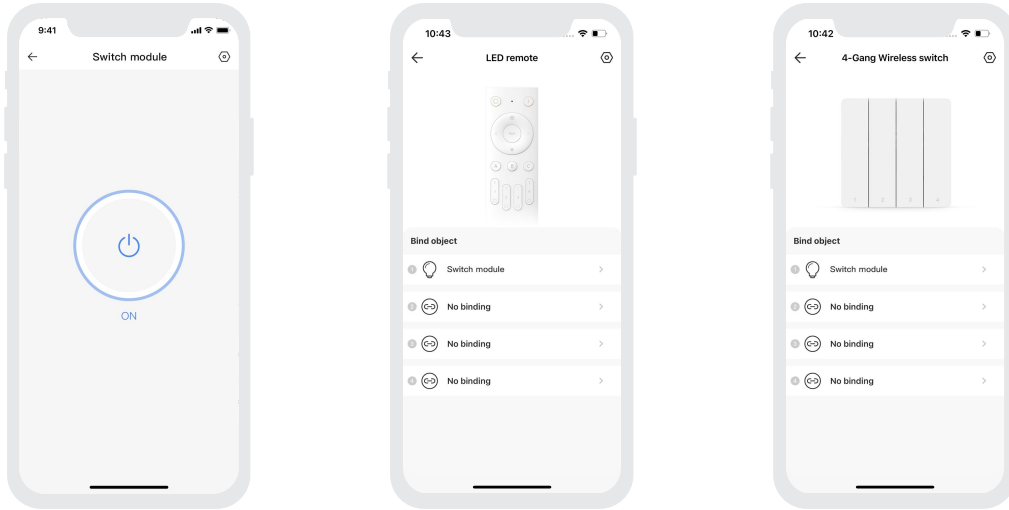 9:41
Switch module
ON
10:43
LED remote
A B C
Bind object
1 Switch module
2 No binding
3 No binding
4 No binding
10:42
4-Gang Wireless switch
1 2 3 4
Bind object
1 Switch module
2 No binding
3 No binding
4 No binding